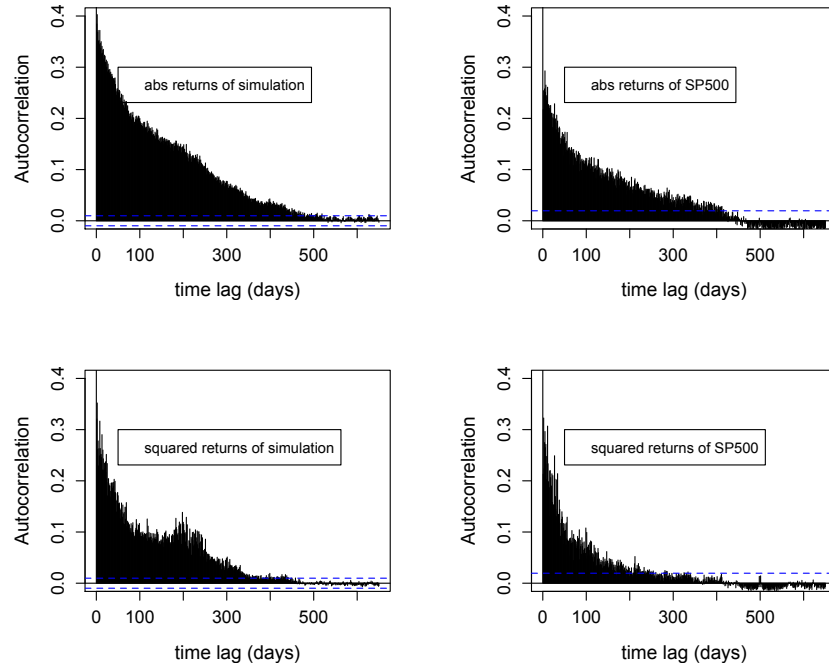 Autocorrelation
0.0 0.1 0.2 0.3 0.4
abs returns of simulation
0 100 300 500
time lag (days)
Autocorrelation
0.0 0.1 0.2 0.3 0.4
abs returns of SP500
0 100 300 500
time lag (days)
Autocorrelation
0.0 0.1 0.2 0.3 0.4
squared returns of simulation
0 100 300 500
time lag (days)
Autocorrelation
0.0 0.1 0.2 0.3 0.4
squared returns of SP500
0 100 300 500
time lag (days)